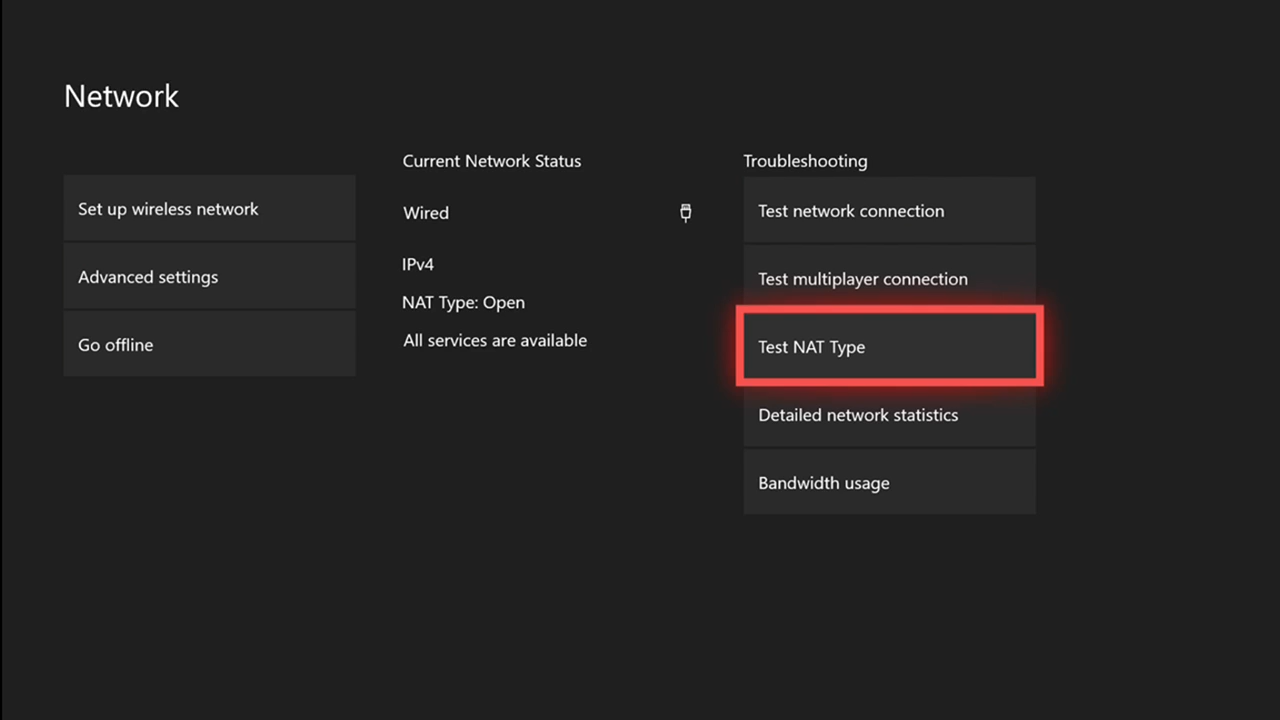 Network
Set up wireless network
Advanced settings
Go offline
Current Network Status
Wired
IPv4
NAT Type: Open
All services are available
Troubleshooting
Test network connection
Test multiplayer connection
Test NAT Type
Detailed network statistics
Bandwidth usage